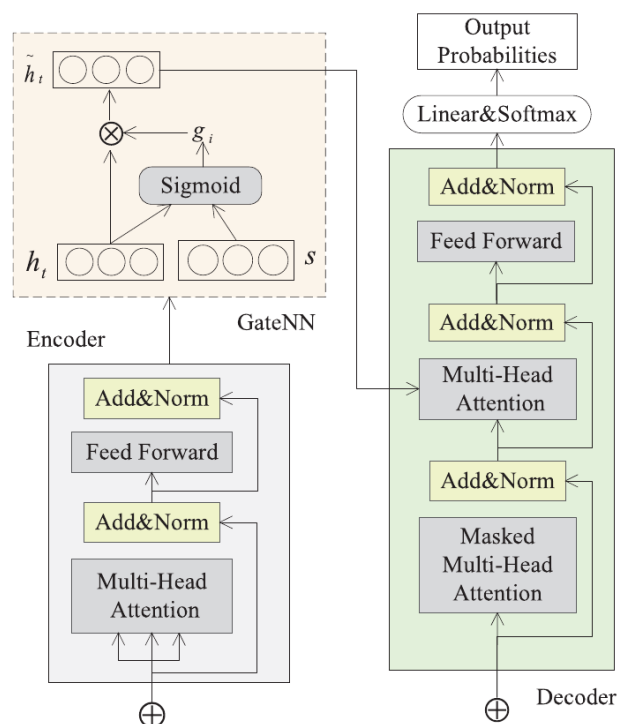 h̃ₜ
gᵢ
Sigmoid
hₜ
s
GateNN
Encoder
Add&Norm
Feed Forward
Add&Norm
Multi-Head
Attention
Output
Probabilities
Linear&Softmax
Add&Norm
Feed Forward
Add&Norm
Multi-Head
Attention
Add&Norm
Masked
Multi-Head
Attention
Decoder